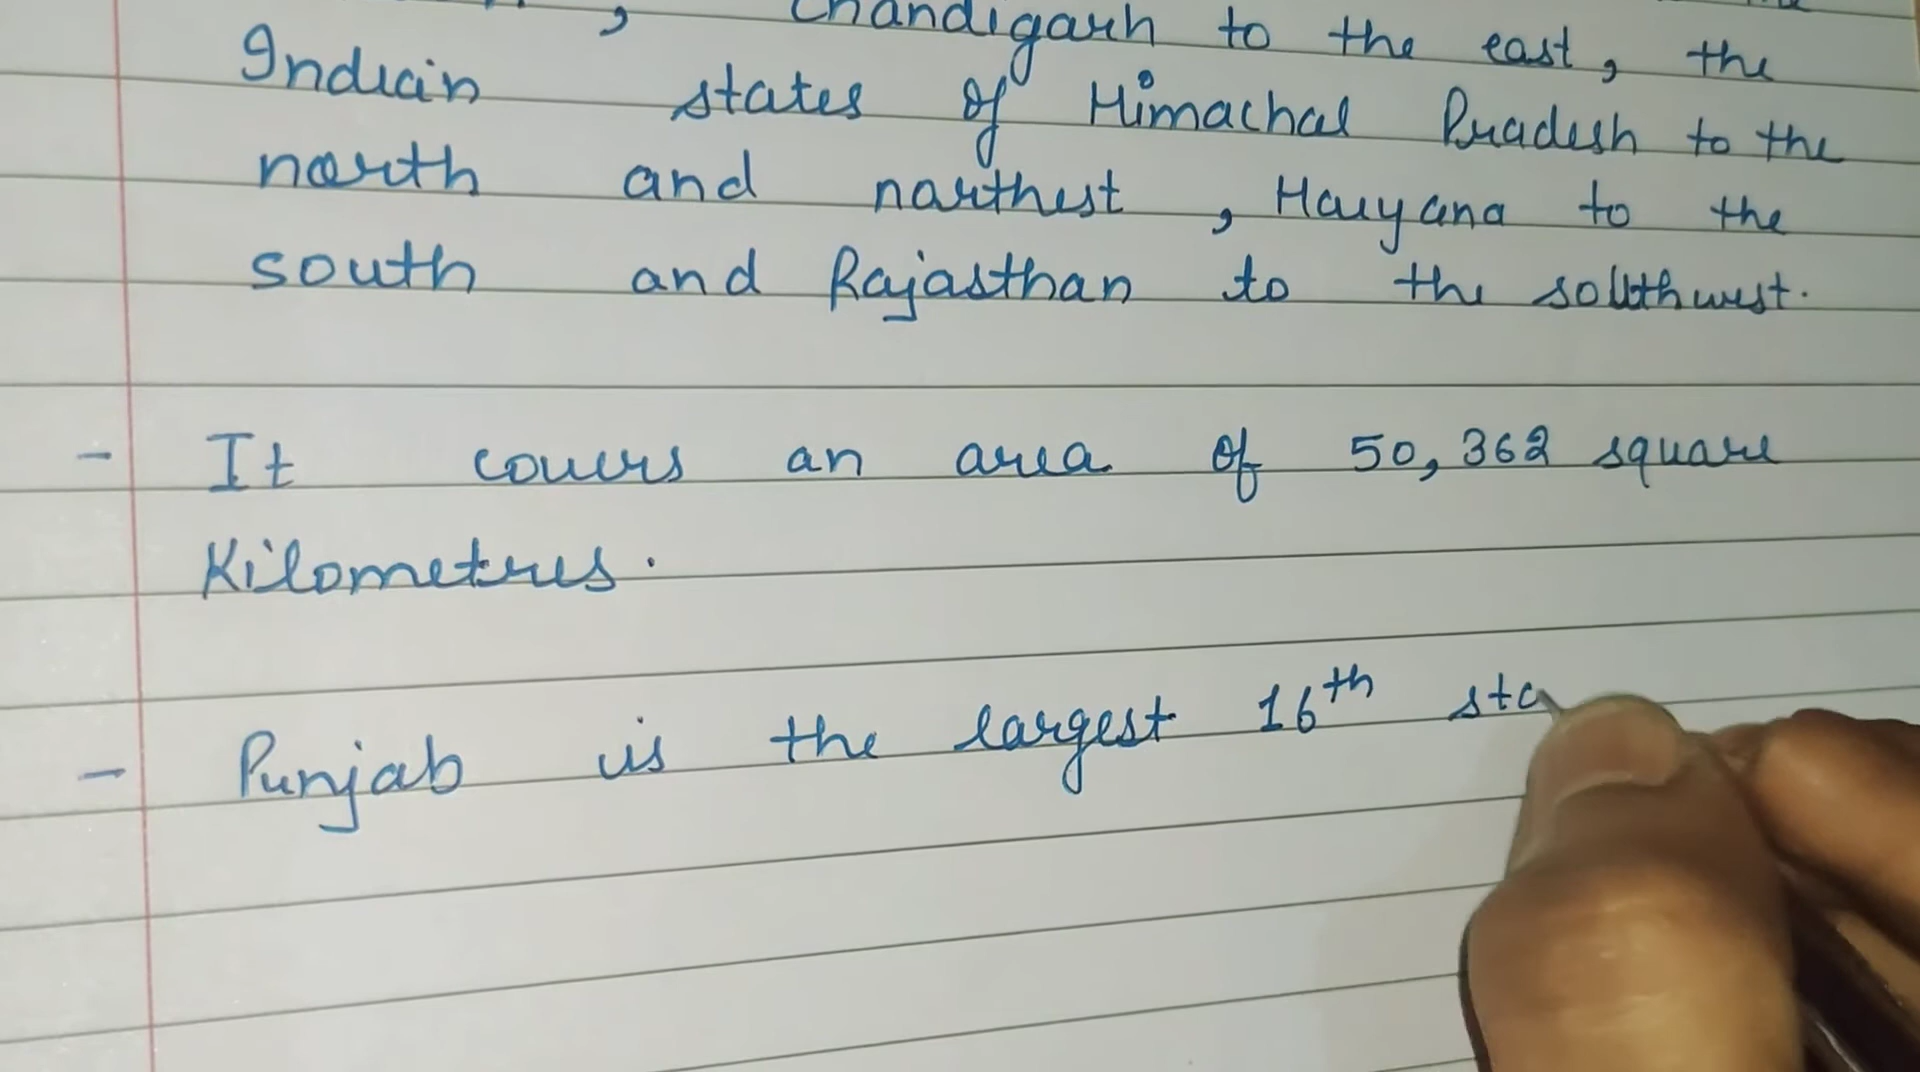 , Chandigarh to the east, the
Indian states of Himachal Pradesh to the
north and northest, Haryana to the
south and Rajasthan to the southwest.
- It covers an area of 50,362 square
Kilometres.
- Punjab is the largest 16th sta